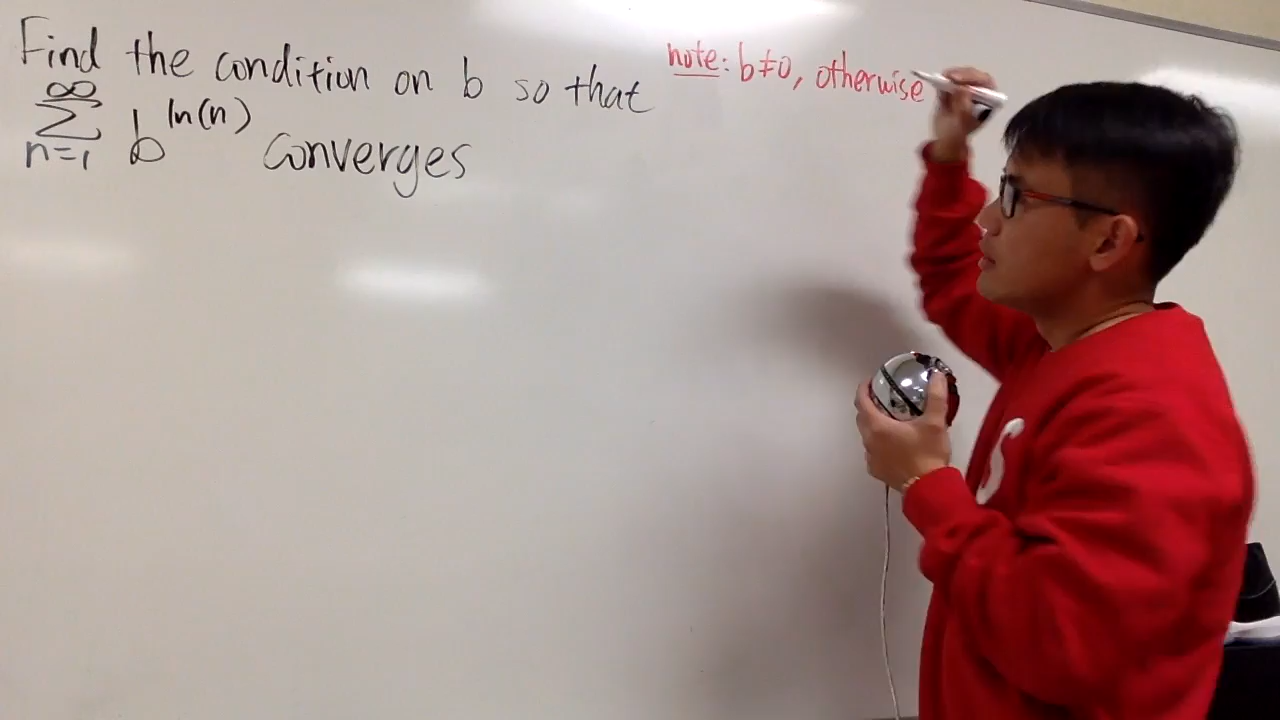 Find the condition on b so that
∞
Σ b^ln(n) converges
n=1
note: b≠0, otherwise
S